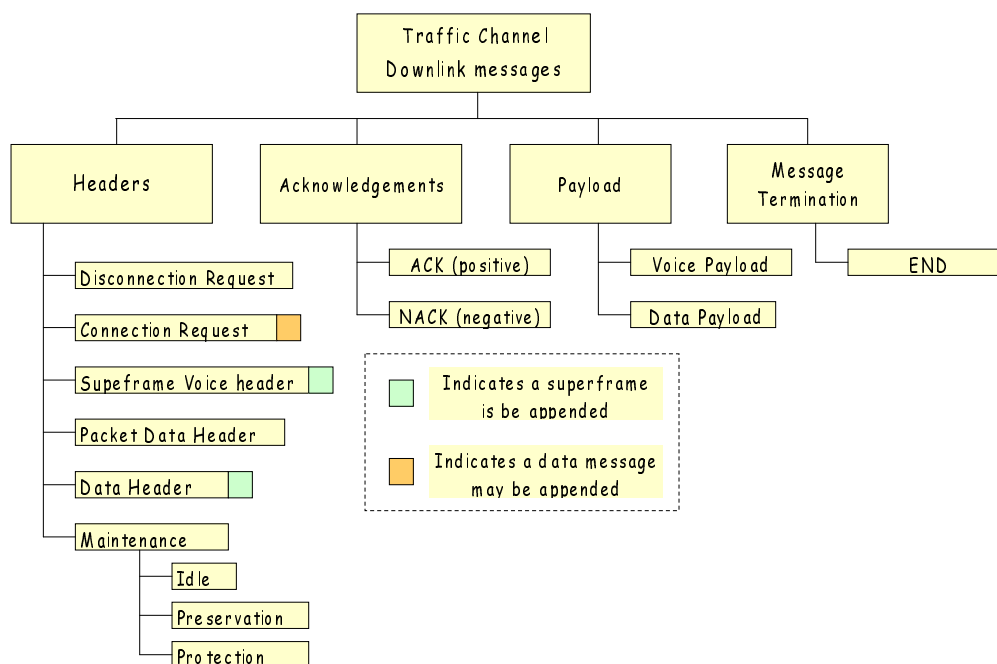 Traffic Channel
Downlink messages
Headers
Acknowledgements
Payload
Message
Termination
Disconnection Request
Connection Request
Supeframe Voice header
Packet Data Header
Data Header
Maintenance
Idle
Preservation
Protection
ACK (positive)
NACK (negative)
Voice Payload
Data Payload
END
Indicates a superframe
is be appended
Indicates a data message
may be appended